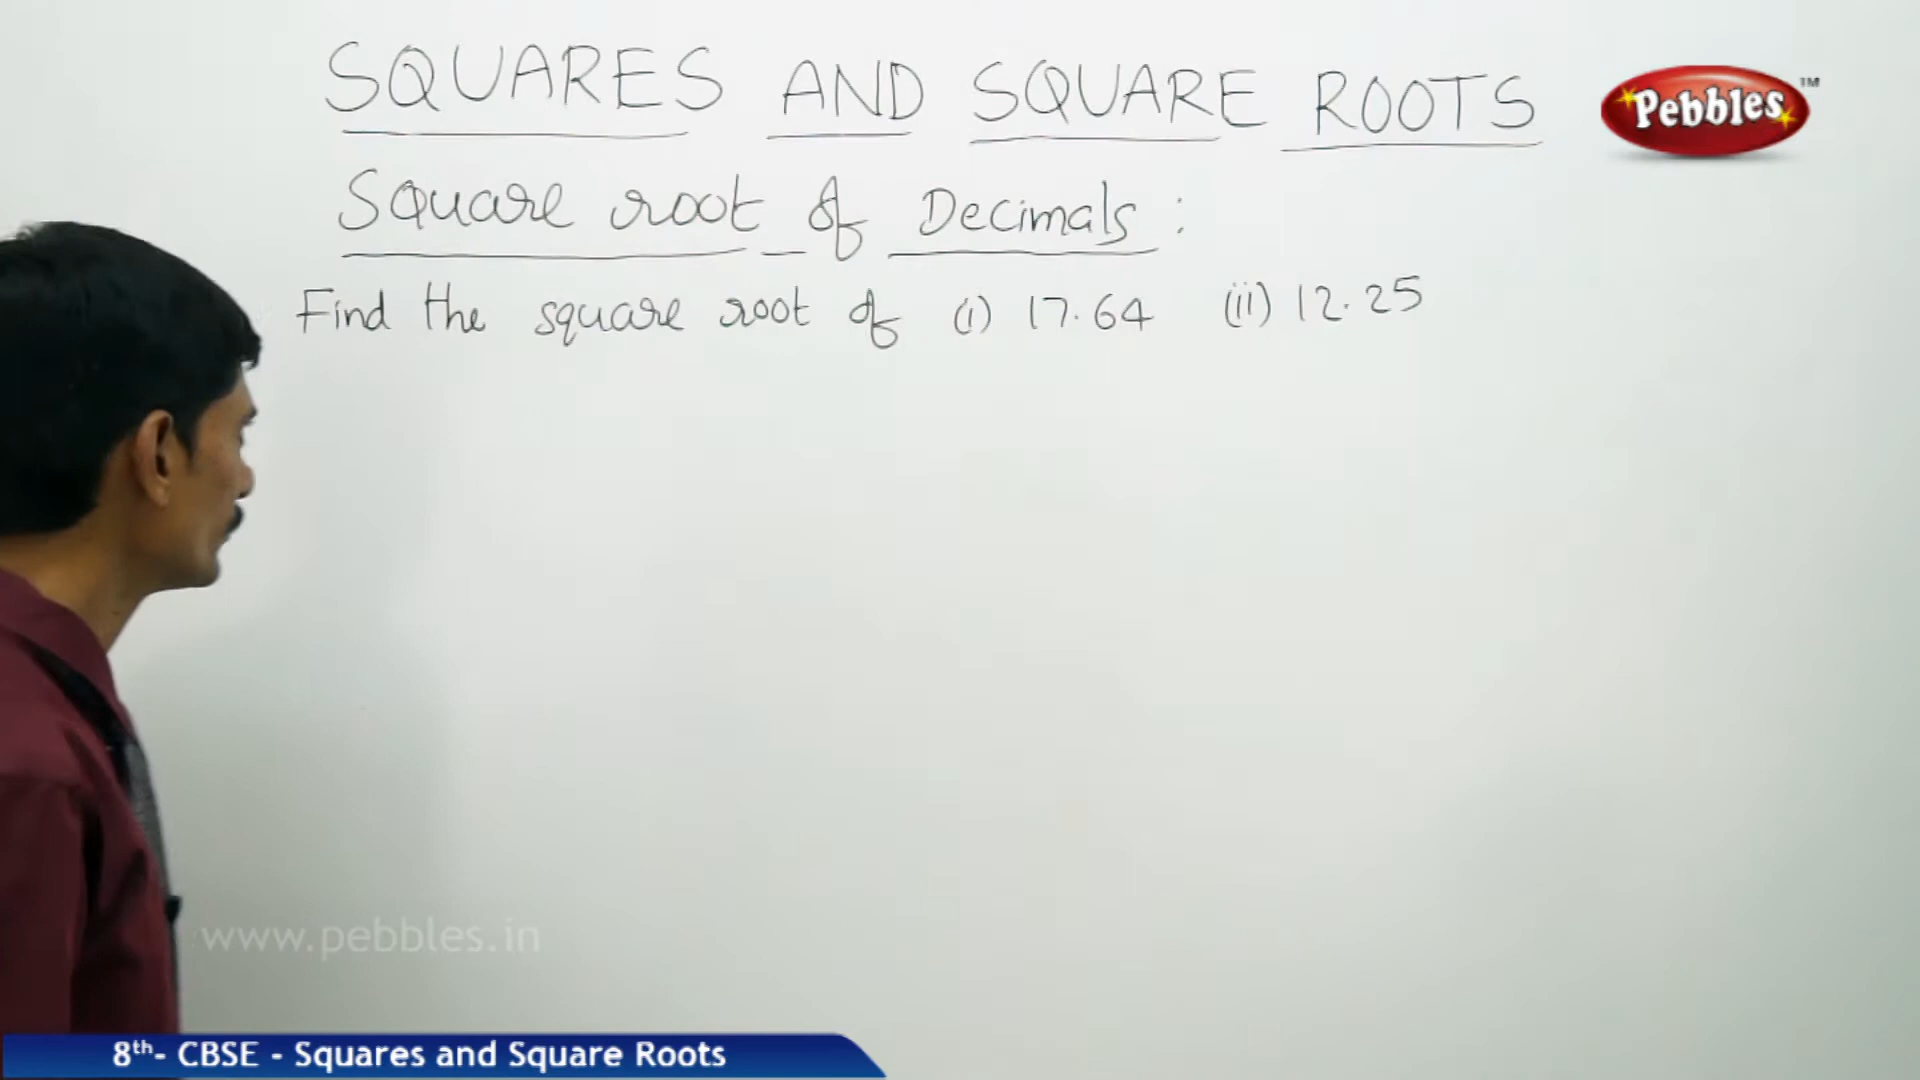 SQUARES AND SQUARE ROOTS
Pebbles™
Square root of Decimals :
Find the square root of (i) 17.64 (ii) 12.25
www.pebbles.in
8th- CBSE - Squares and Square Roots